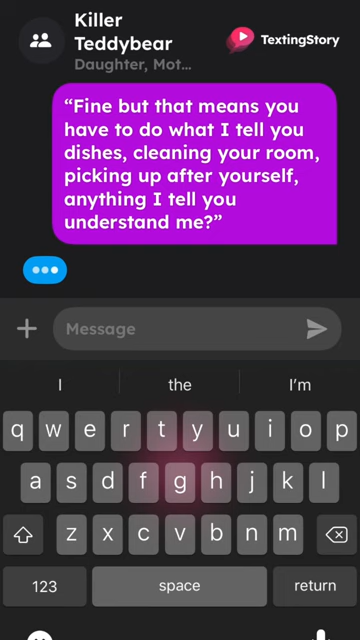 Killer
Teddybear
Daughter, Mot...
TextingStory
“Fine but that means you
have to do what I tell you
dishes, cleaning your room,
picking up after yourself,
anything I tell you
understand me?”
Message
I the I'm
q w e r t y u i o p
a s d f g h j k l
z x c v b n m
123 space return